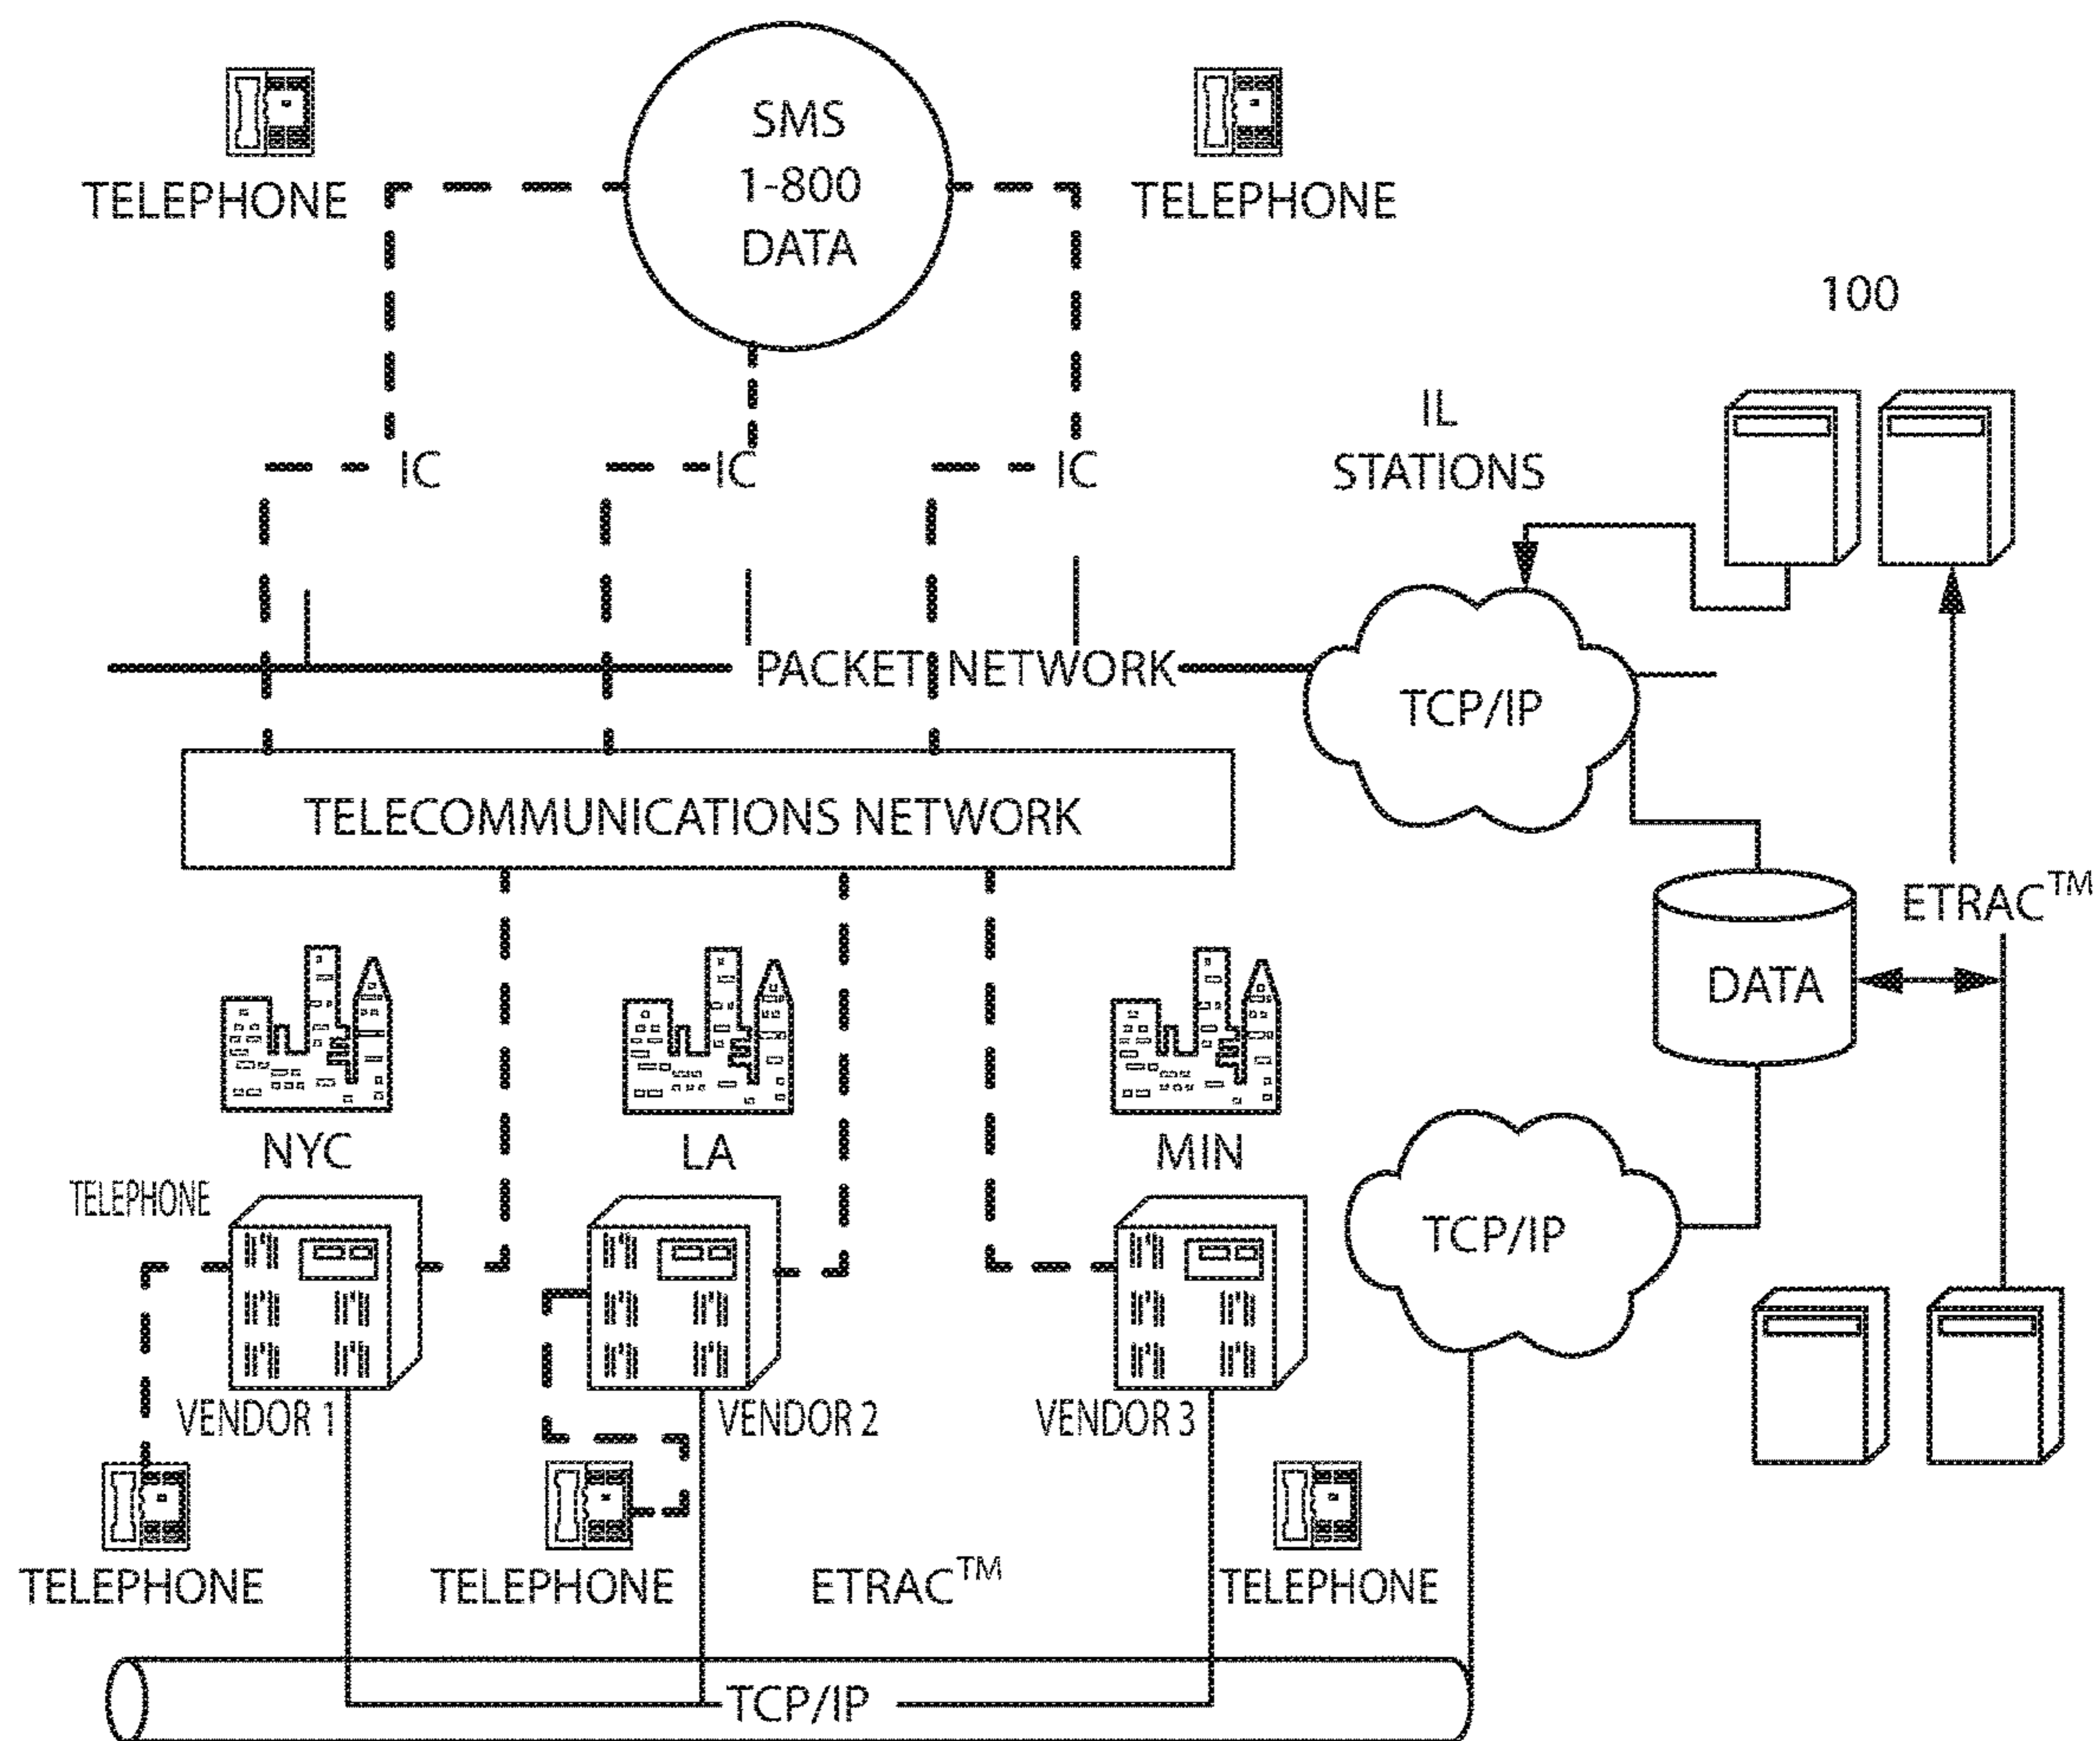 TELEPHONE
SMS
1-800
DATA
TELEPHONE
100
IC
IC
IC
IL
STATIONS
PACKET NETWORK
TCP/IP
TELECOMMUNICATIONS NETWORK
ETRAC™
DATA
NYC
LA
MIN
TELEPHONE
TCP/IP
VENDOR 1
VENDOR 2
VENDOR 3
TELEPHONE
TELEPHONE
ETRAC™
TELEPHONE
TCP/IP